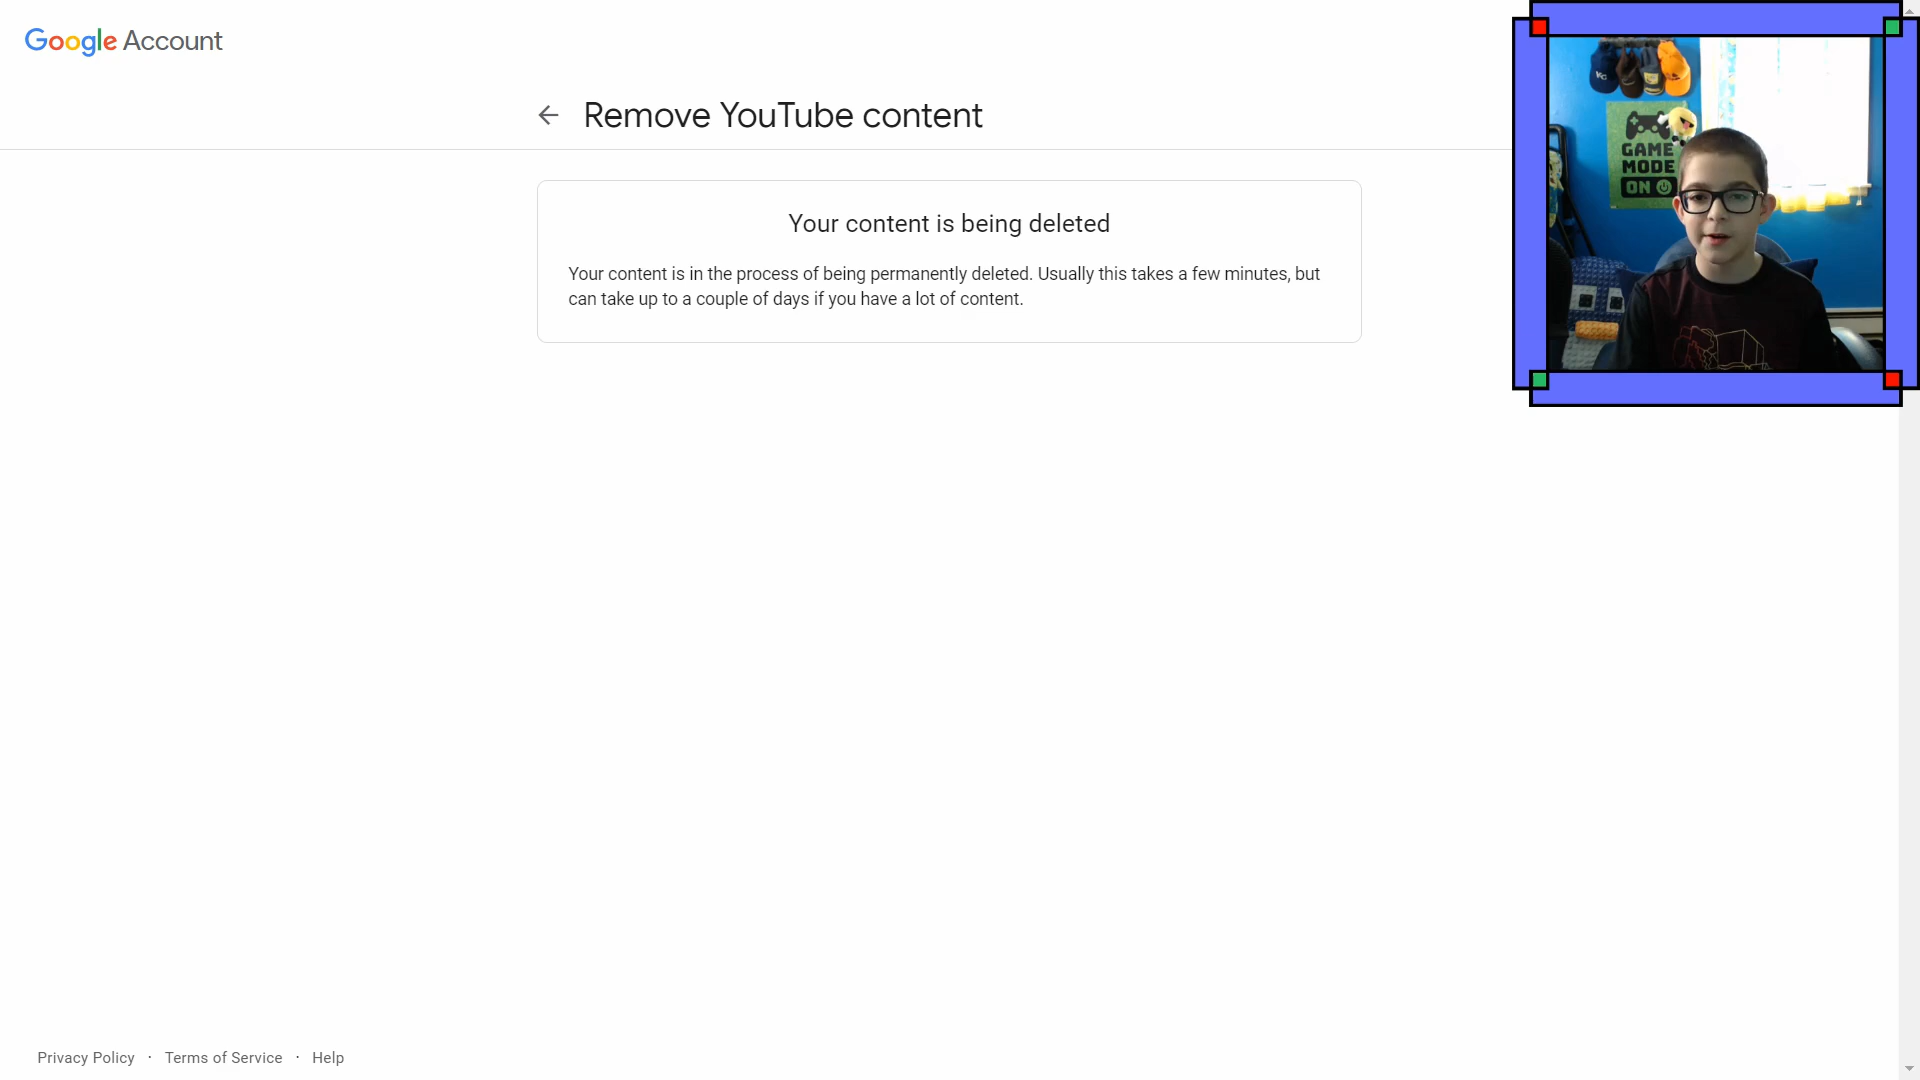 Google Account
Remove YouTube content
Your content is being deleted
Your content is in the process of being permanently deleted. Usually this takes a few minutes, but
can take up to a couple of days if you have a lot of content.
GAME
MODE
ON
Privacy Policy · Terms of Service · Help